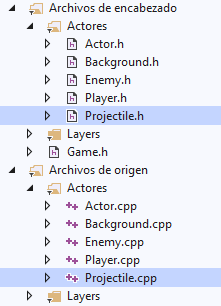 Archivos de encabezado
Actores
Actor.h
Background.h
Enemy.h
Player.h
Projectile.h
Layers
Game.h
Archivos de origen
Actores
Actor.cpp
Background.cpp
Enemy.cpp
Player.cpp
Projectile.cpp
Layers